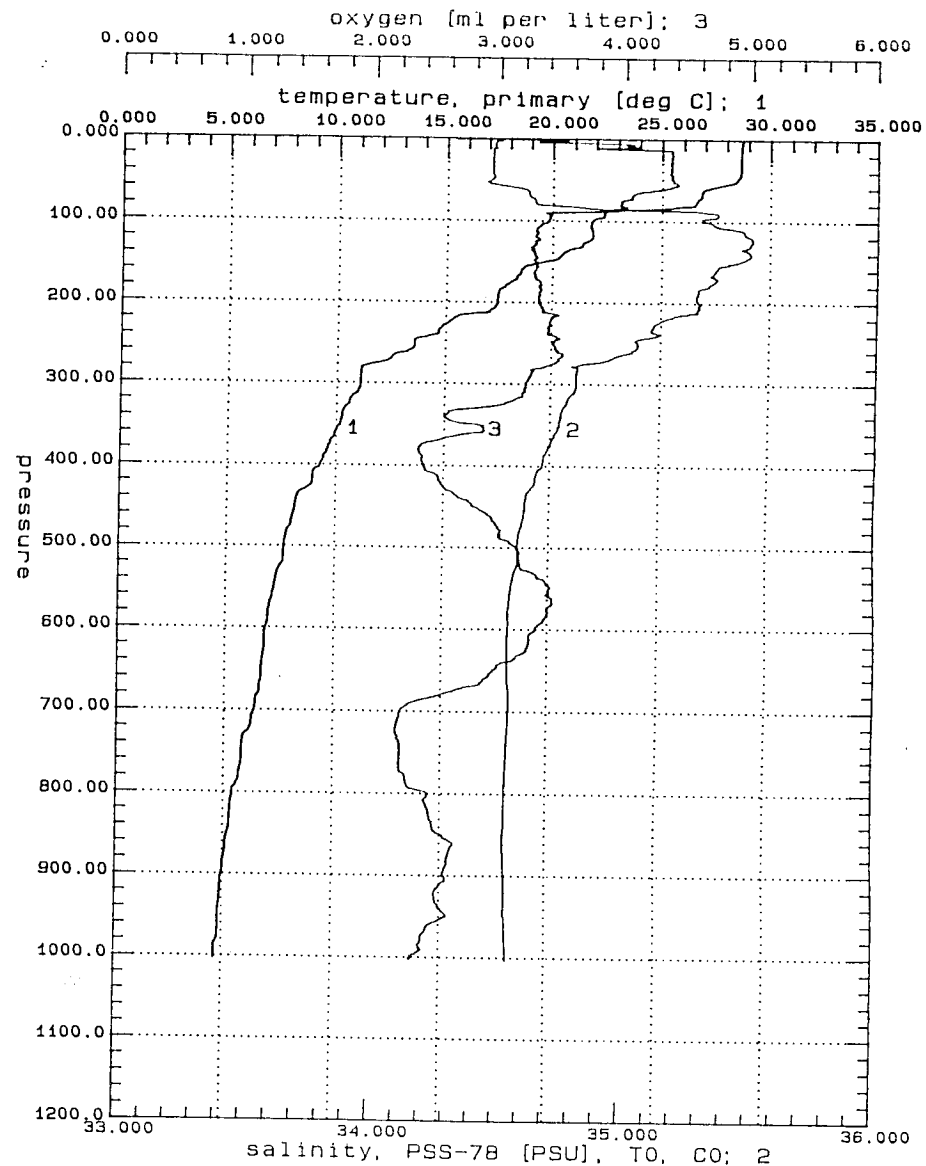 oxygen [ml per liter]; 3
0.000 1.000 2.000 3.000 4.000 5.000 6.000
temperature, primary [deg C]; 1
0.000 5.000 10.000 15.000 20.000 25.000 30.000 35.000
0.000
100.00
200.00
300.00
1 3 2
400.00
pressure
500.00
600.00
700.00
800.00
900.00
1000.0
1100.0
1200.0
33.000 34.000 35.000 36.000
salinity, PSS-78 [PSU], T0, C0; 2